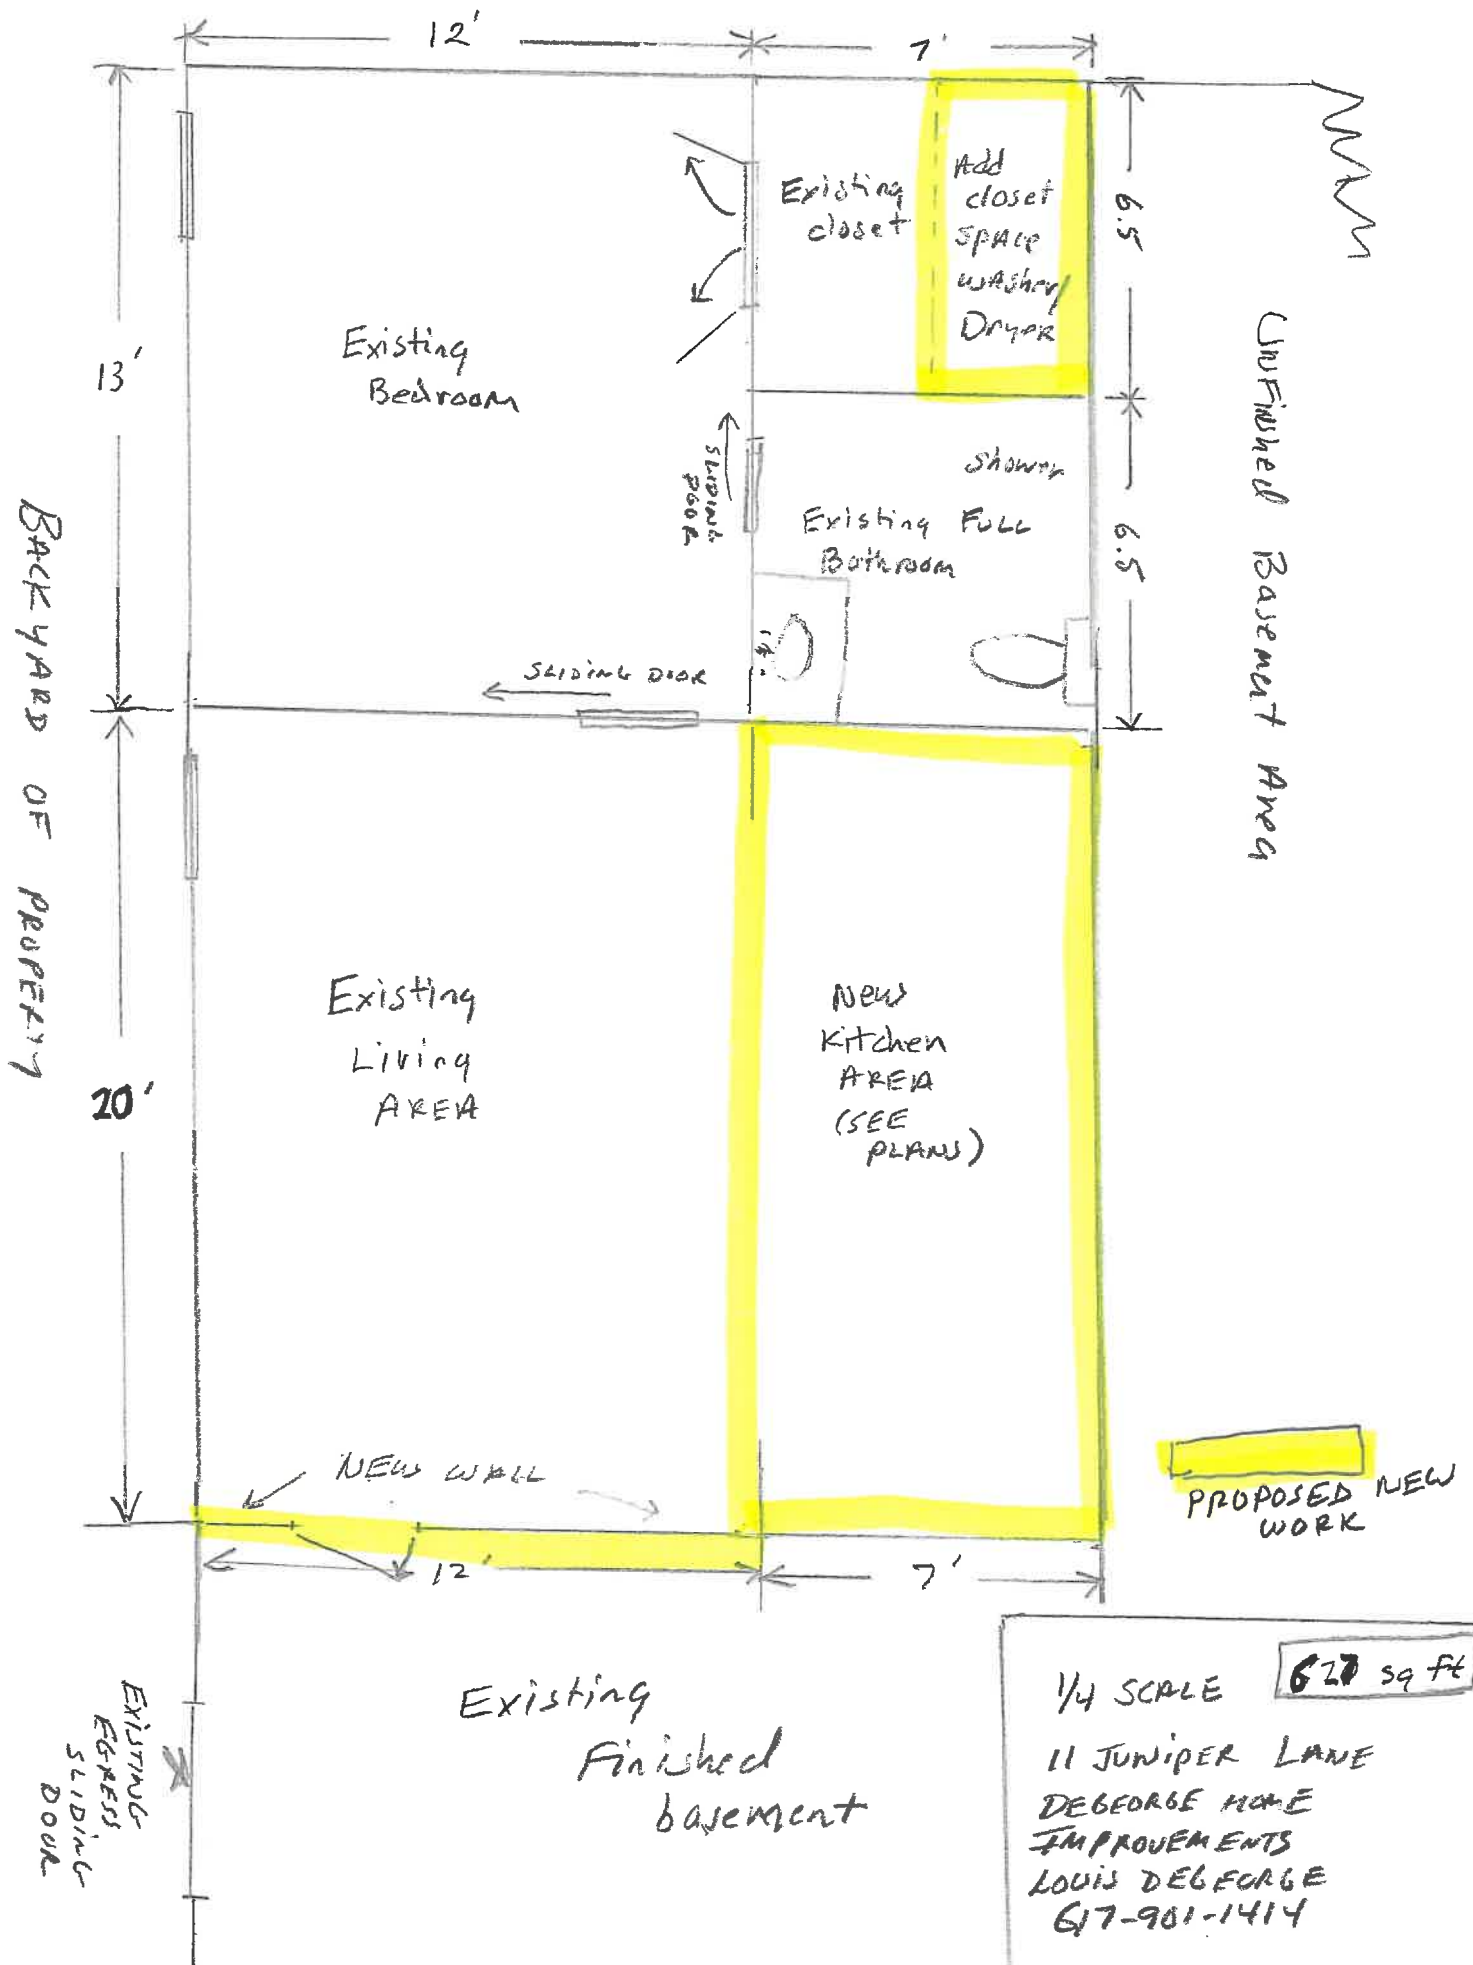 12'
7'
Existing
closet
Add
closet
SPACE
WASher/
Dryer
6.5
13'
Existing
Bedroom
SLIDING
DOOR
Shower
Existing FULL
Bathroom
6.5
SLIDING DOOR
UNFinished Basement Area
BACKYARD OF PROPERTY
20'
Existing
Living
AREA
New
Kitchen
AREA
(SEE
PLANS)
NEW WALL
12'
7'
PROPOSED NEW
WORK
EXISTING
EGRESS
SLIDING
DOOR
Existing
Finished
basement
1/4 SCALE
627 sq ft
11 JUNIPER LANE
DEGEORGE HOME
IMPROVEMENTS
LOUIS DEGEORGE
617-901-1414